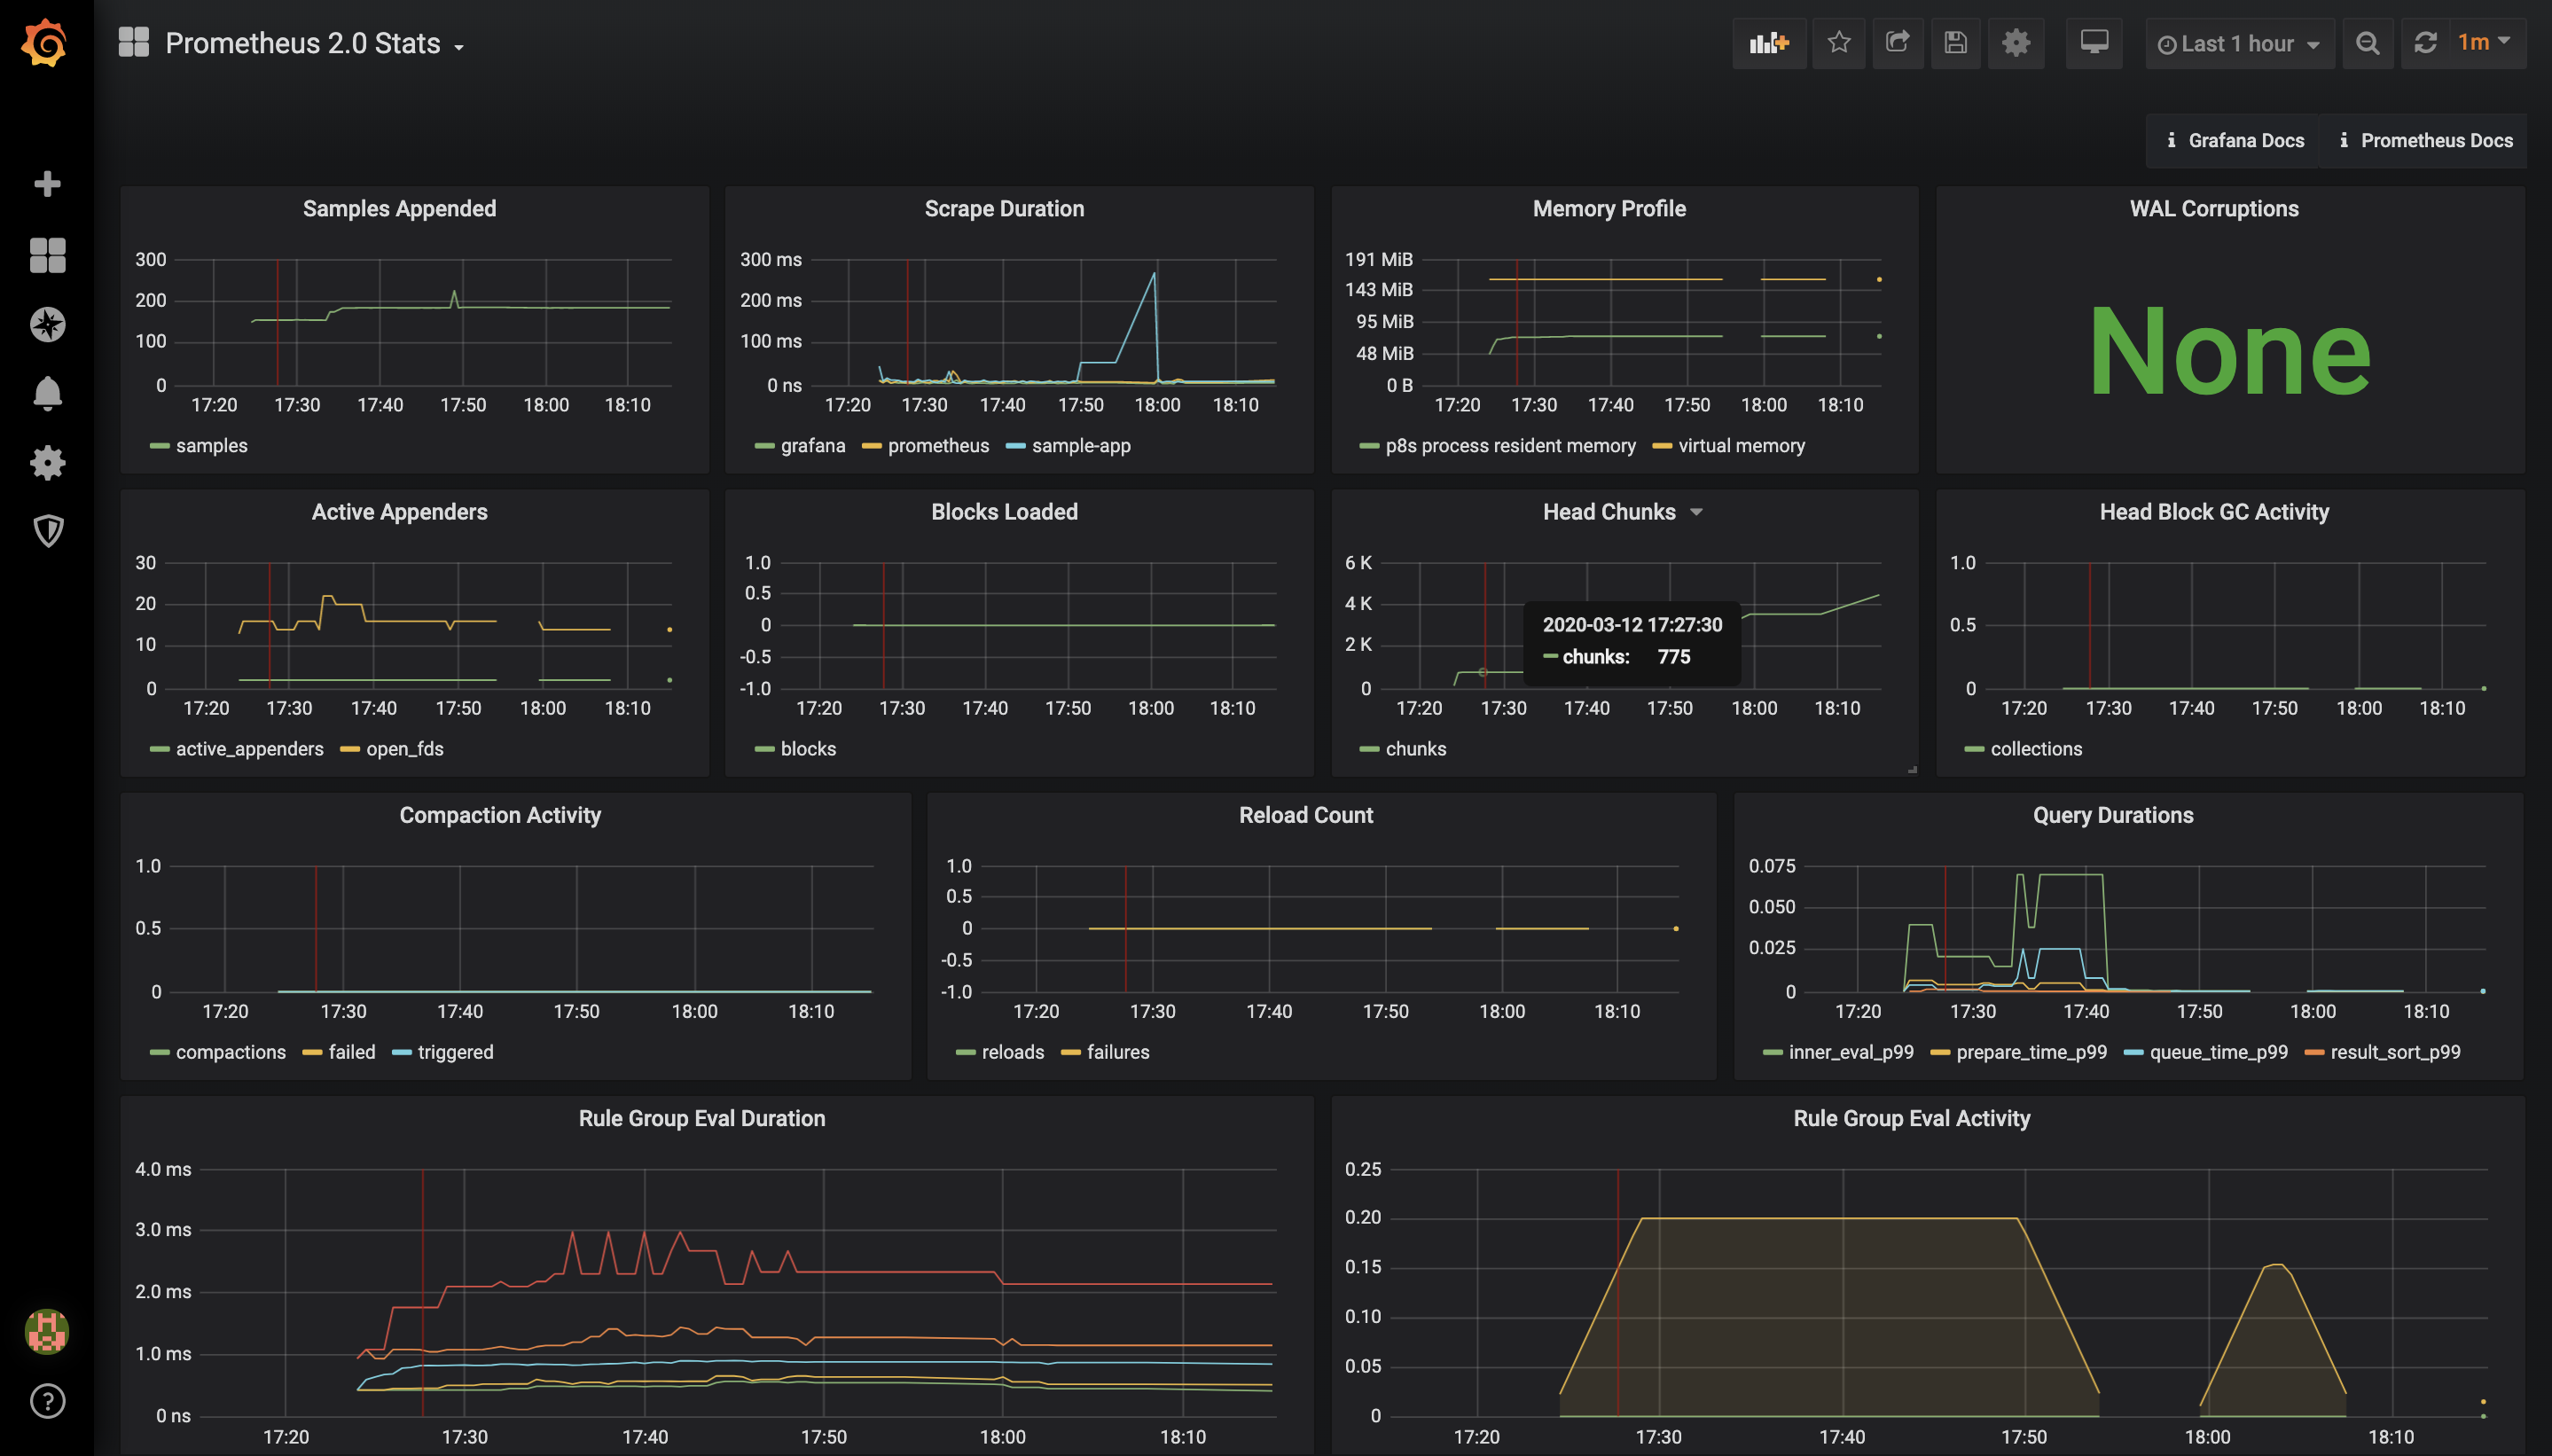 Prometheus 2.0 Stats
Last 1 hour
1m
Grafana Docs
Prometheus Docs
Samples Appended
300
200
100
0
17:20 17:30 17:40 17:50 18:00 18:10
samples
Scrape Duration
300 ms
200 ms
100 ms
0 ns
17:20 17:30 17:40 17:50 18:00 18:10
grafana prometheus sample-app
Memory Profile
191 MiB
143 MiB
95 MiB
48 MiB
0 B
17:20 17:30 17:40 17:50 18:00 18:10
p8s process resident memory virtual memory
WAL Corruptions
None
Active Appenders
30
20
10
0
17:20 17:30 17:40 17:50 18:00 18:10
active_appenders open_fds
Blocks Loaded
1.0
0.5
0
-0.5
-1.0
17:20 17:30 17:40 17:50 18:00 18:10
blocks
Head Chunks
6 K
4 K
2 K
0
2020-03-12 17:27:30
chunks: 775
17:20 17:30 17:40 17:50 18:00 18:10
chunks
Head Block GC Activity
1.0
0.5
0
17:20 17:30 17:40 17:50 18:00 18:10
collections
Compaction Activity
1.0
0.5
0
17:20 17:30 17:40 17:50 18:00 18:10
compactions failed triggered
Reload Count
1.0
0.5
0
-0.5
-1.0
17:20 17:30 17:40 17:50 18:00 18:10
reloads failures
Query Durations
0.075
0.050
0.025
0
17:20 17:30 17:40 17:50 18:00 18:10
inner_eval_p99 prepare_time_p99 queue_time_p99 result_sort_p99
Rule Group Eval Duration
4.0 ms
3.0 ms
2.0 ms
1.0 ms
0 ns
17:20 17:30 17:40 17:50 18:00 18:10
Rule Group Eval Activity
0.25
0.20
0.15
0.10
0.05
0
17:20 17:30 17:40 17:50 18:00 18:10